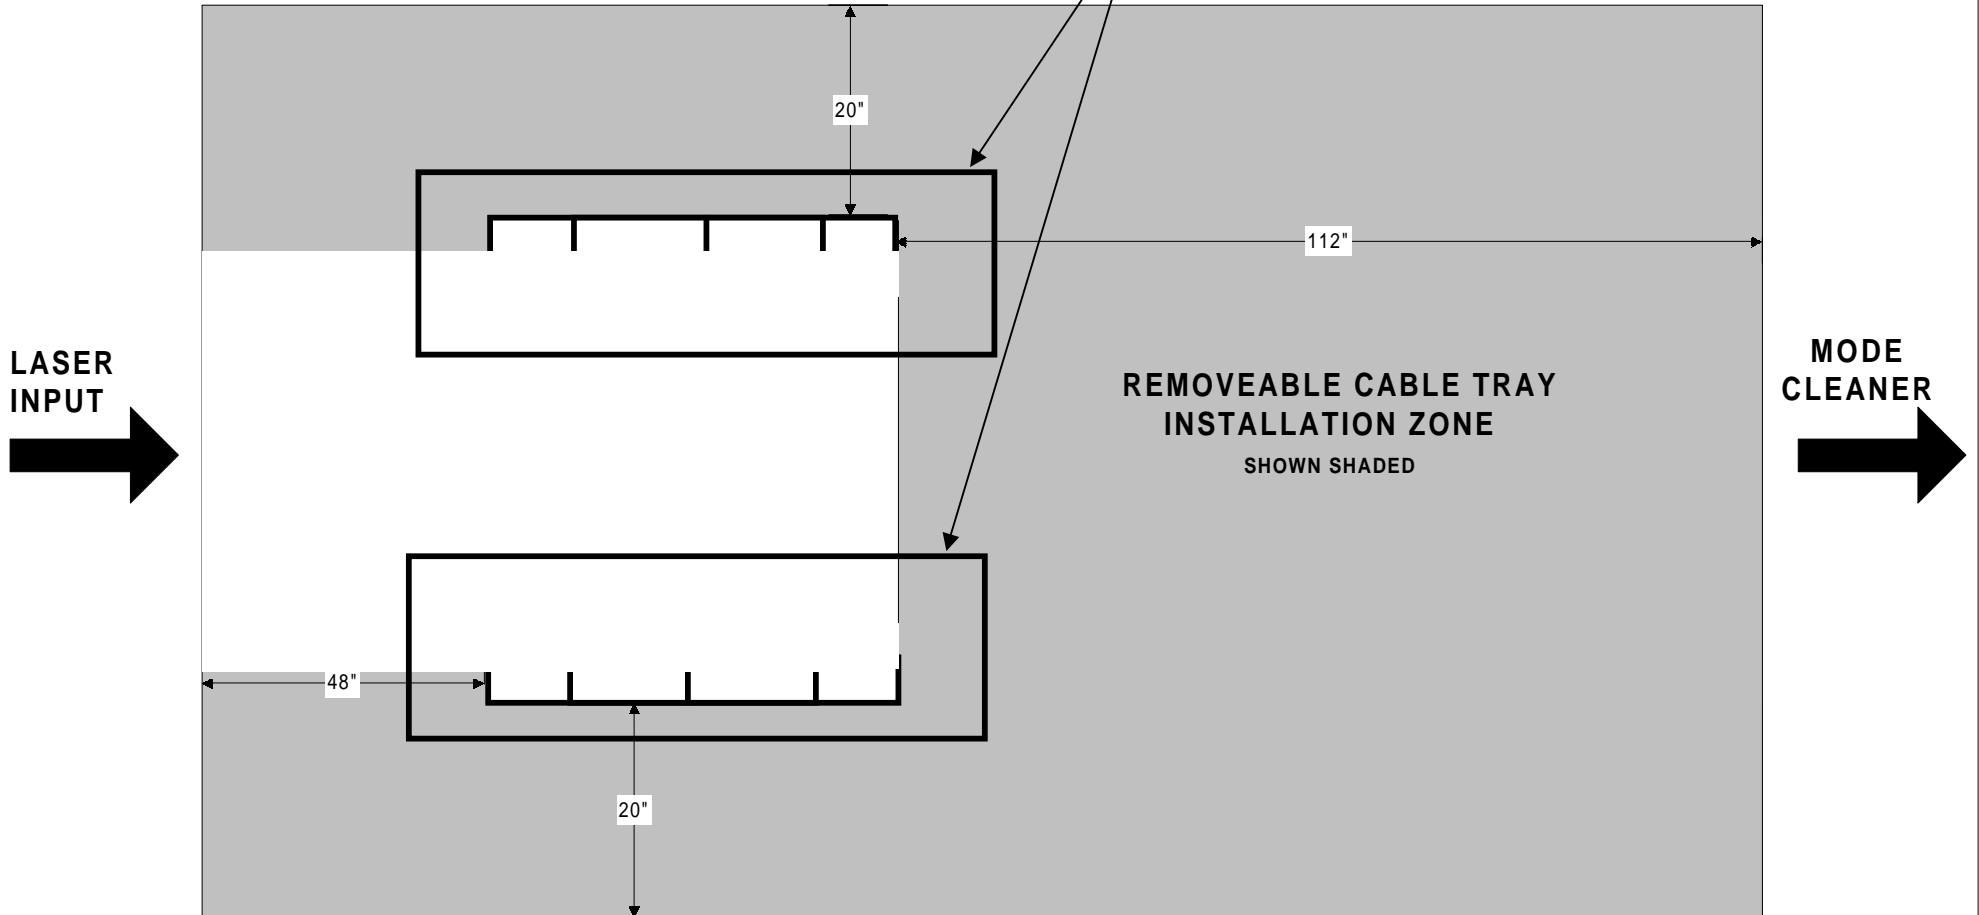 20"
112"
LASER
INPUT
MODE
CLEANER
REMOVEABLE CABLE TRAY
INSTALLATION ZONE
SHOWN SHADED
48"
20"